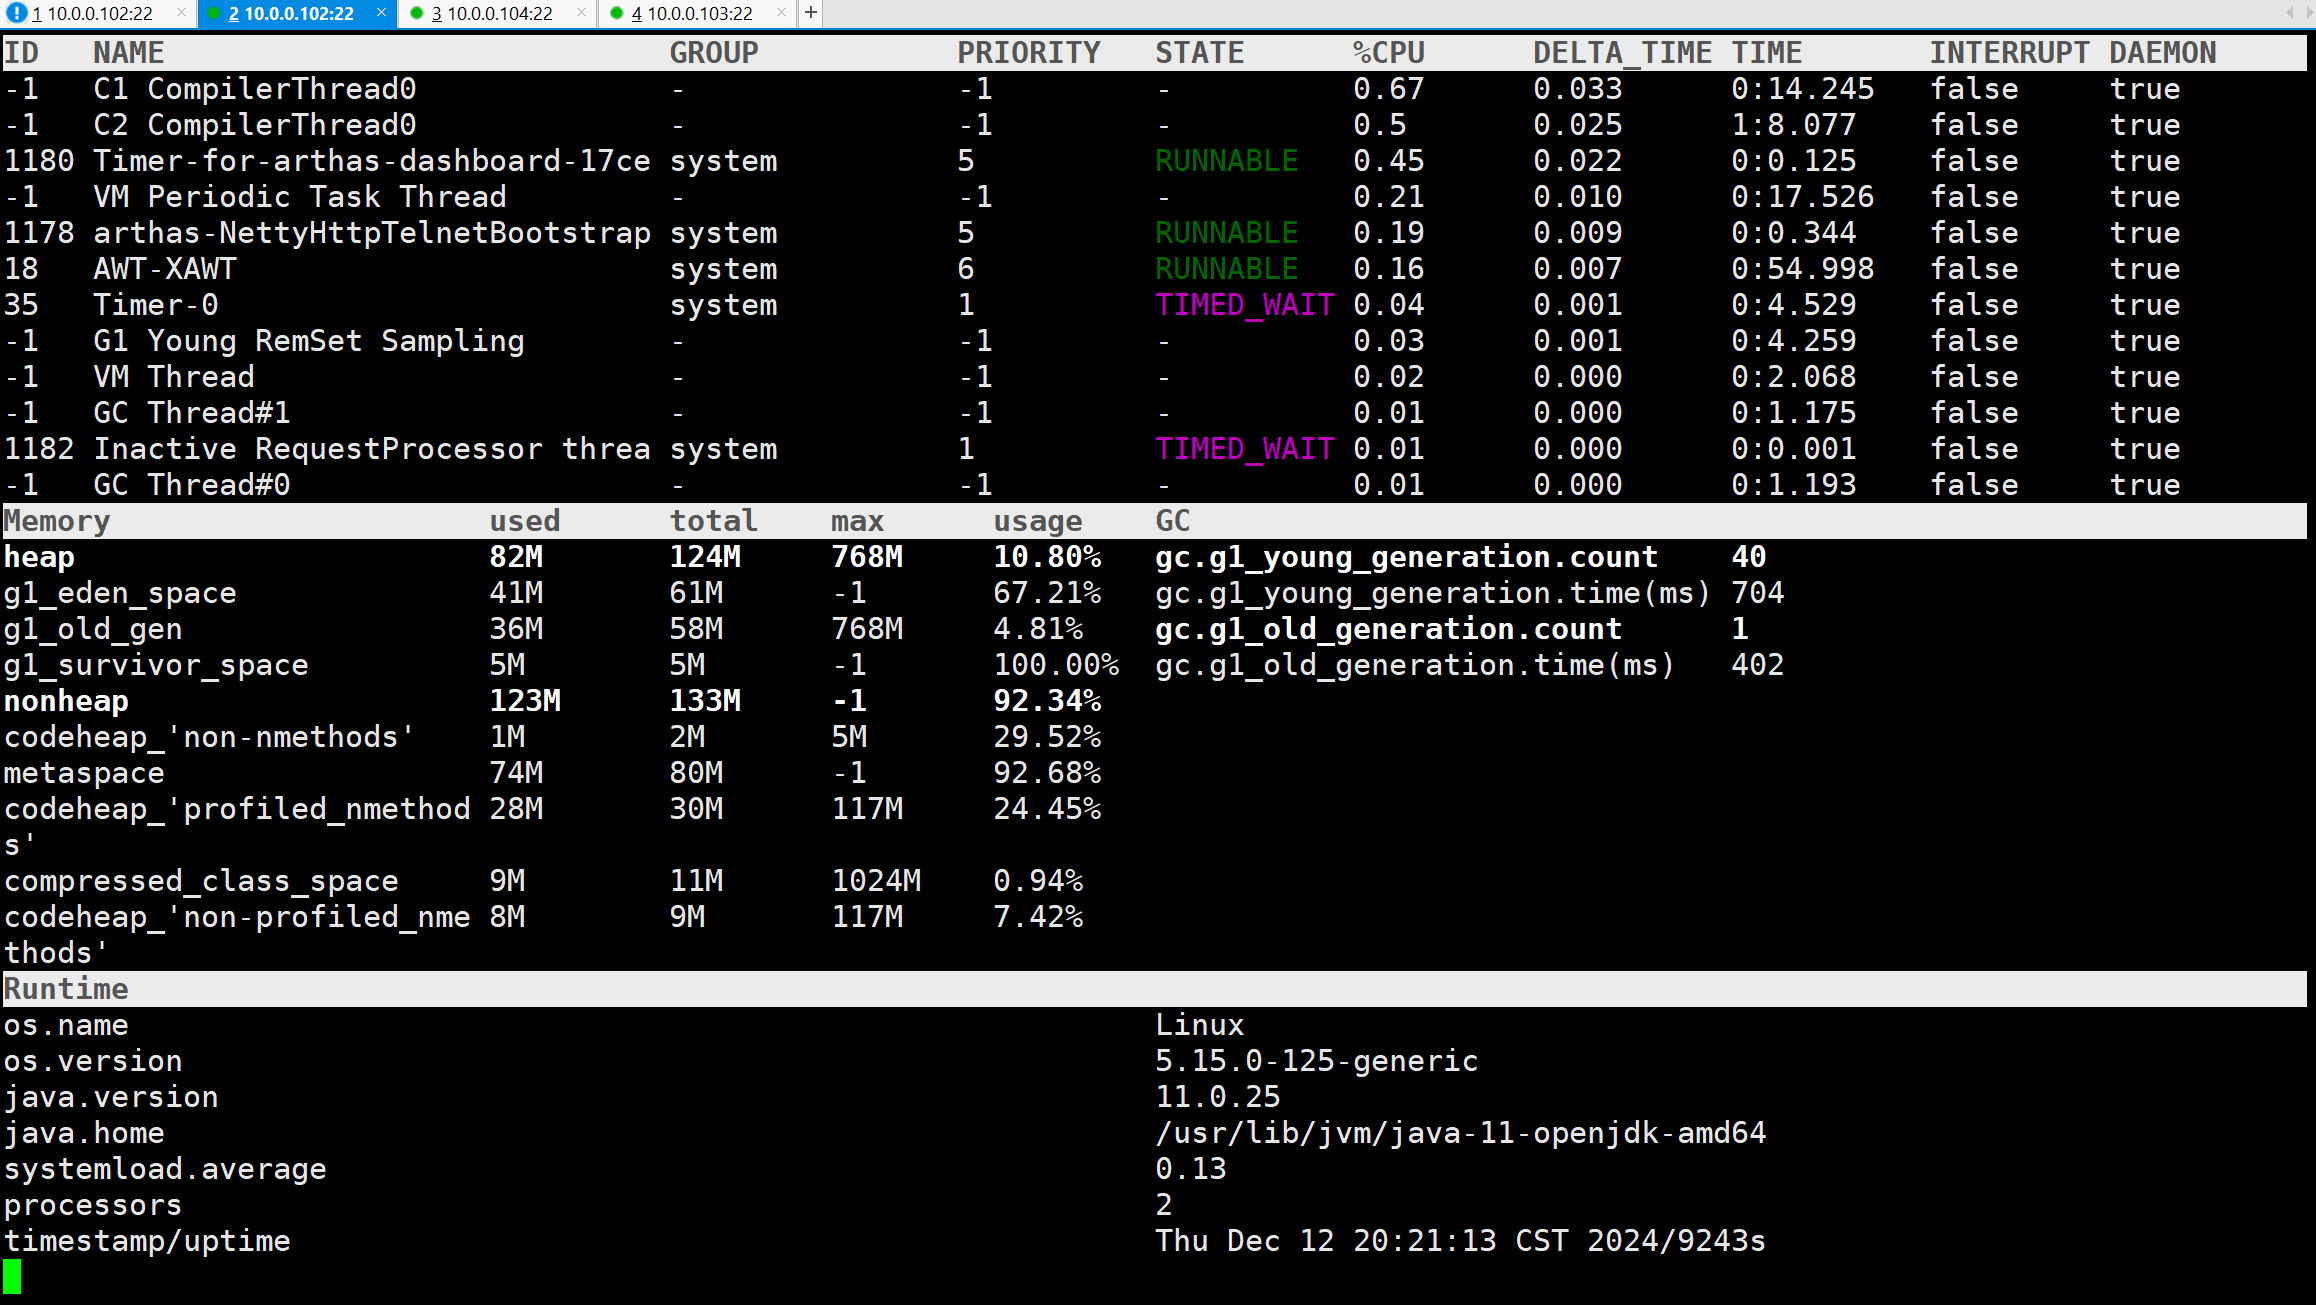 1 10.0.0.102:22 × 2 10.0.0.102:22 × 3 10.0.0.104:22 × 4 10.0.0.103:22 × +
ID NAME GROUP PRIORITY STATE %CPU DELTA_TIME TIME INTERRUPT DAEMON
-1 C1 CompilerThread0 - -1 - 0.67 0.033 0:14.245 false true
-1 C2 CompilerThread0 - -1 - 0.5 0.025 1:8.077 false true
1180 Timer-for-arthas-dashboard-17ce system 5 RUNNABLE 0.45 0.022 0:0.125 false true
-1 VM Periodic Task Thread - -1 - 0.21 0.010 0:17.526 false true
1178 arthas-NettyHttpTelnetBootstrap system 5 RUNNABLE 0.19 0.009 0:0.344 false true
18 AWT-XAWT system 6 RUNNABLE 0.16 0.007 0:54.998 false true
35 Timer-0 system 1 TIMED_WAIT 0.04 0.001 0:4.529 false true
-1 G1 Young RemSet Sampling - -1 - 0.03 0.001 0:4.259 false true
-1 VM Thread - -1 - 0.02 0.000 0:2.068 false true
-1 GC Thread#1 - -1 - 0.01 0.000 0:1.175 false true
1182 Inactive RequestProcessor threa system 1 TIMED_WAIT 0.01 0.000 0:0.001 false true
-1 GC Thread#0 - -1 - 0.01 0.000 0:1.193 false true
Memory used total max usage GC
heap 82M 124M 768M 10.80% gc.g1_young_generation.count 40
g1_eden_space 41M 61M -1 67.21% gc.g1_young_generation.time(ms) 704
g1_old_gen 36M 58M 768M 4.81% gc.g1_old_generation.count 1
g1_survivor_space 5M 5M -1 100.00% gc.g1_old_generation.time(ms) 402
nonheap 123M 133M -1 92.34%
codeheap_'non-nmethods' 1M 2M 5M 29.52%
metaspace 74M 80M -1 92.68%
codeheap_'profiled_nmethod 28M 30M 117M 24.45%
s'
compressed_class_space 9M 11M 1024M 0.94%
codeheap_'non-profiled_nme 8M 9M 117M 7.42%
thods'
Runtime
os.name Linux
os.version 5.15.0-125-generic
java.version 11.0.25
java.home /usr/lib/jvm/java-11-openjdk-amd64
systemload.average 0.13
processors 2
timestamp/uptime Thu Dec 12 20:21:13 CST 2024/9243s